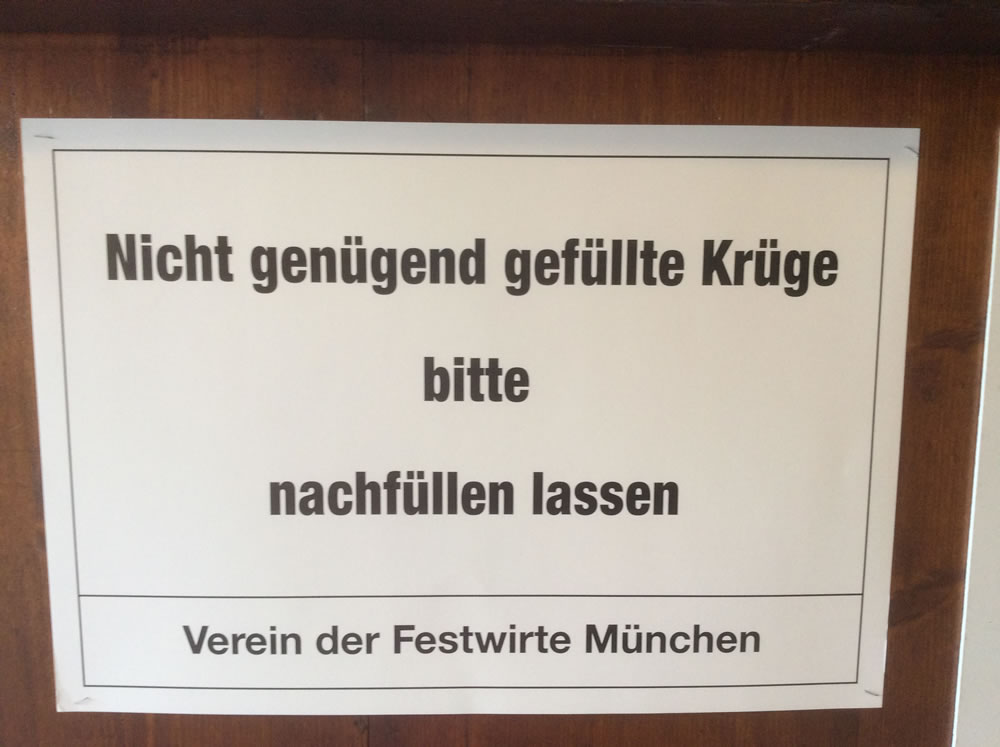 Nicht genügend gefüllte Krüge
bitte
nachfüllen lassen
Verein der Festwirte München